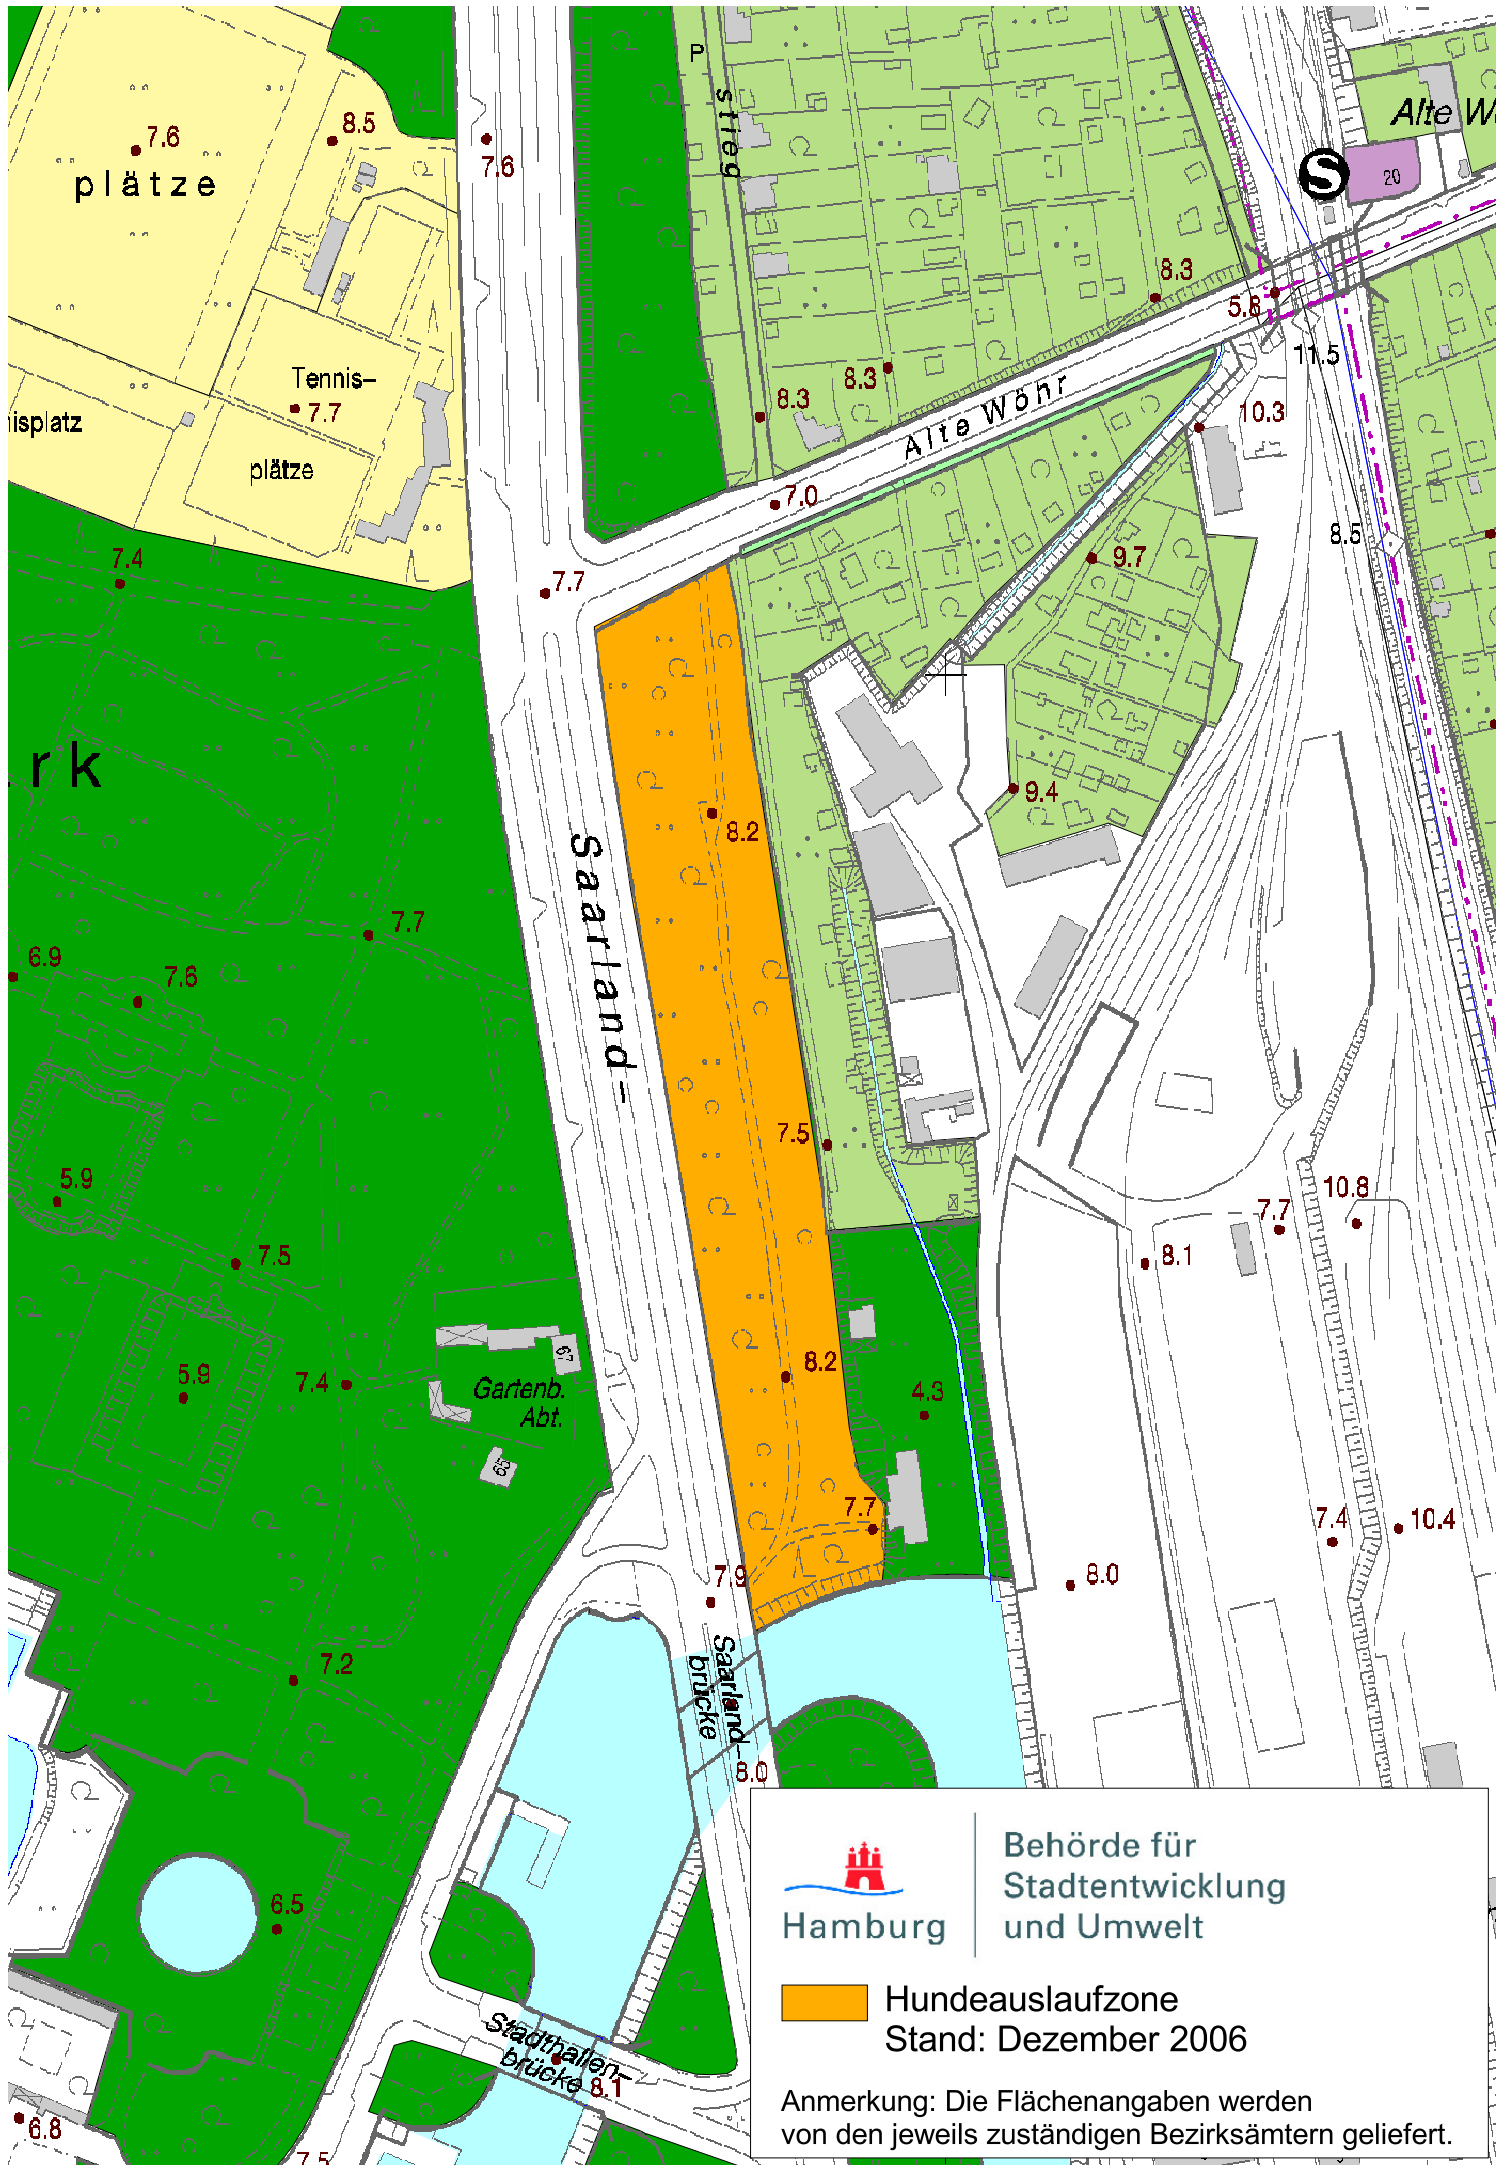 P
stieg
Alte W
8.5
7.6
7.6
plätze
S
20
8.3
5.8
11.5
Tennis–
7.7
8.3
8.3
Alte Wöhr
10.3
nisplatz
plätze
7.0
8.5
7.4
7.7
9.7
rk
9.4
8.2
Saarland–
7.7
6.9
7.6
7.5
5.9
10.8
7.7
7.5
8.1
67
8.2
5.9
7.4
Gartenb.
Abt.
4.3
65
7.7
7.4
10.4
7.9
8.0
7.2
Saarland–
brücke
8.0
6.5
Stadthallen–
brücke
8.1
6.8
7.5
Hamburg
Behörde für
Stadtentwicklung
und Umwelt
Hundeauslaufzone
Stand: Dezember 2006
Anmerkung: Die Flächenangaben werden
von den jeweils zuständigen Bezirksämtern geliefert.